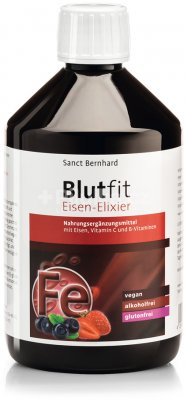 Sanct Bernhard
Blutfit
Eisen-Elixier
Nahrungsergänzungsmittel
mit Eisen, Vitamin C und B-Vitaminen
Fe
vegan
alkoholfrei
glutenfrei